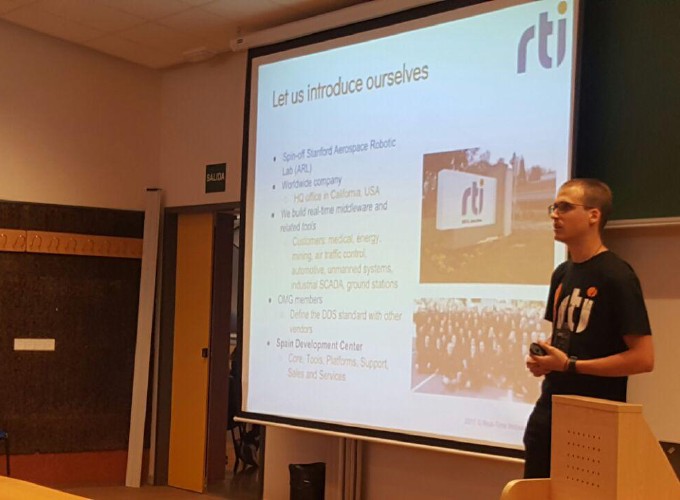 rti
Let us introduce ourselves
Spin-off Stanford Aerospace Robotic
Lab (ARL)
Worldwide company
HQ office in California, USA
We build real-time middleware and
related tools
Customers: medical, energy,
mining, air traffic control,
automotive, unmanned systems,
industrial SCADA, ground stations
OMG members
Define the DDS standard with other
vendors
Spain Development Center
Core, Tools, Platforms, Support,
Sales and Services
rti
SALIDA
rti